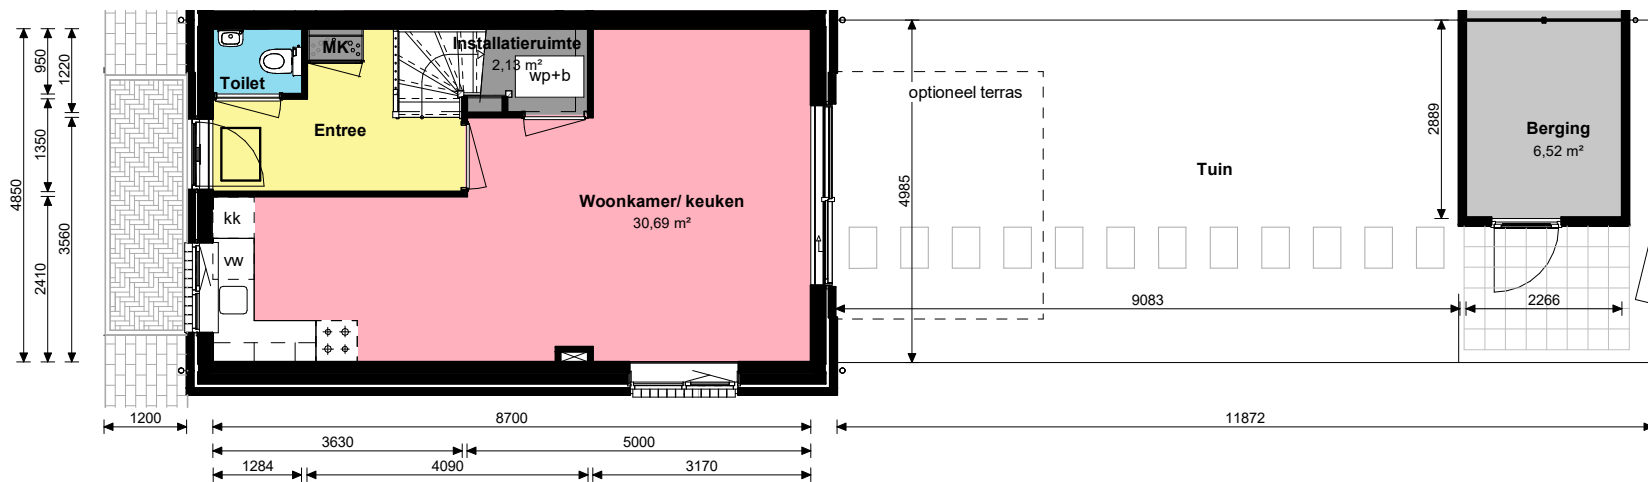 MK
Installatieruimte
2,13 m²
wp+b
Toilet
Entree
optioneel terras
Berging
6,52 m²
Tuin
Woonkamer/ keuken
30,69 m²
kk
vw
950
1220
1350
4850
3560
2410
4985
2889
9083
2266
1200
8700
11872
3630
5000
1284
4090
3170